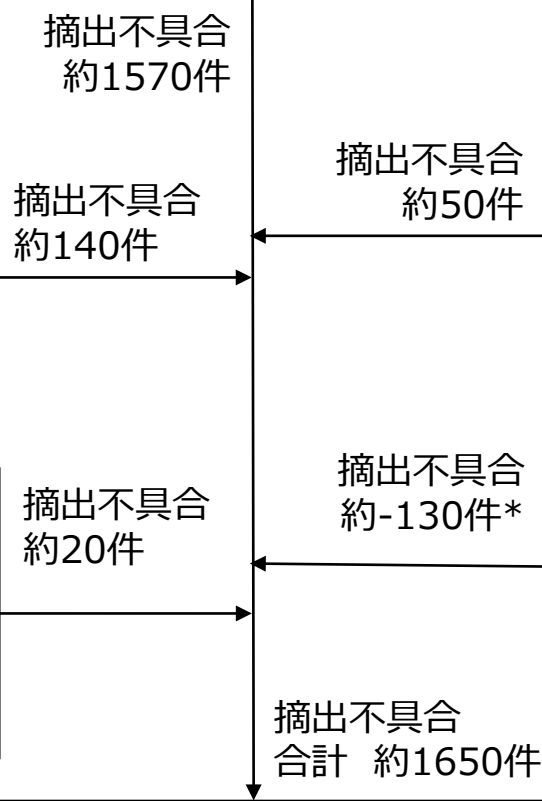 摘出不具合
約1570件
摘出不具合
約50件
摘出不具合
約140件
摘出不具合
約-130件*
摘出不具合
約20件
摘出不具合
合計 約1650件